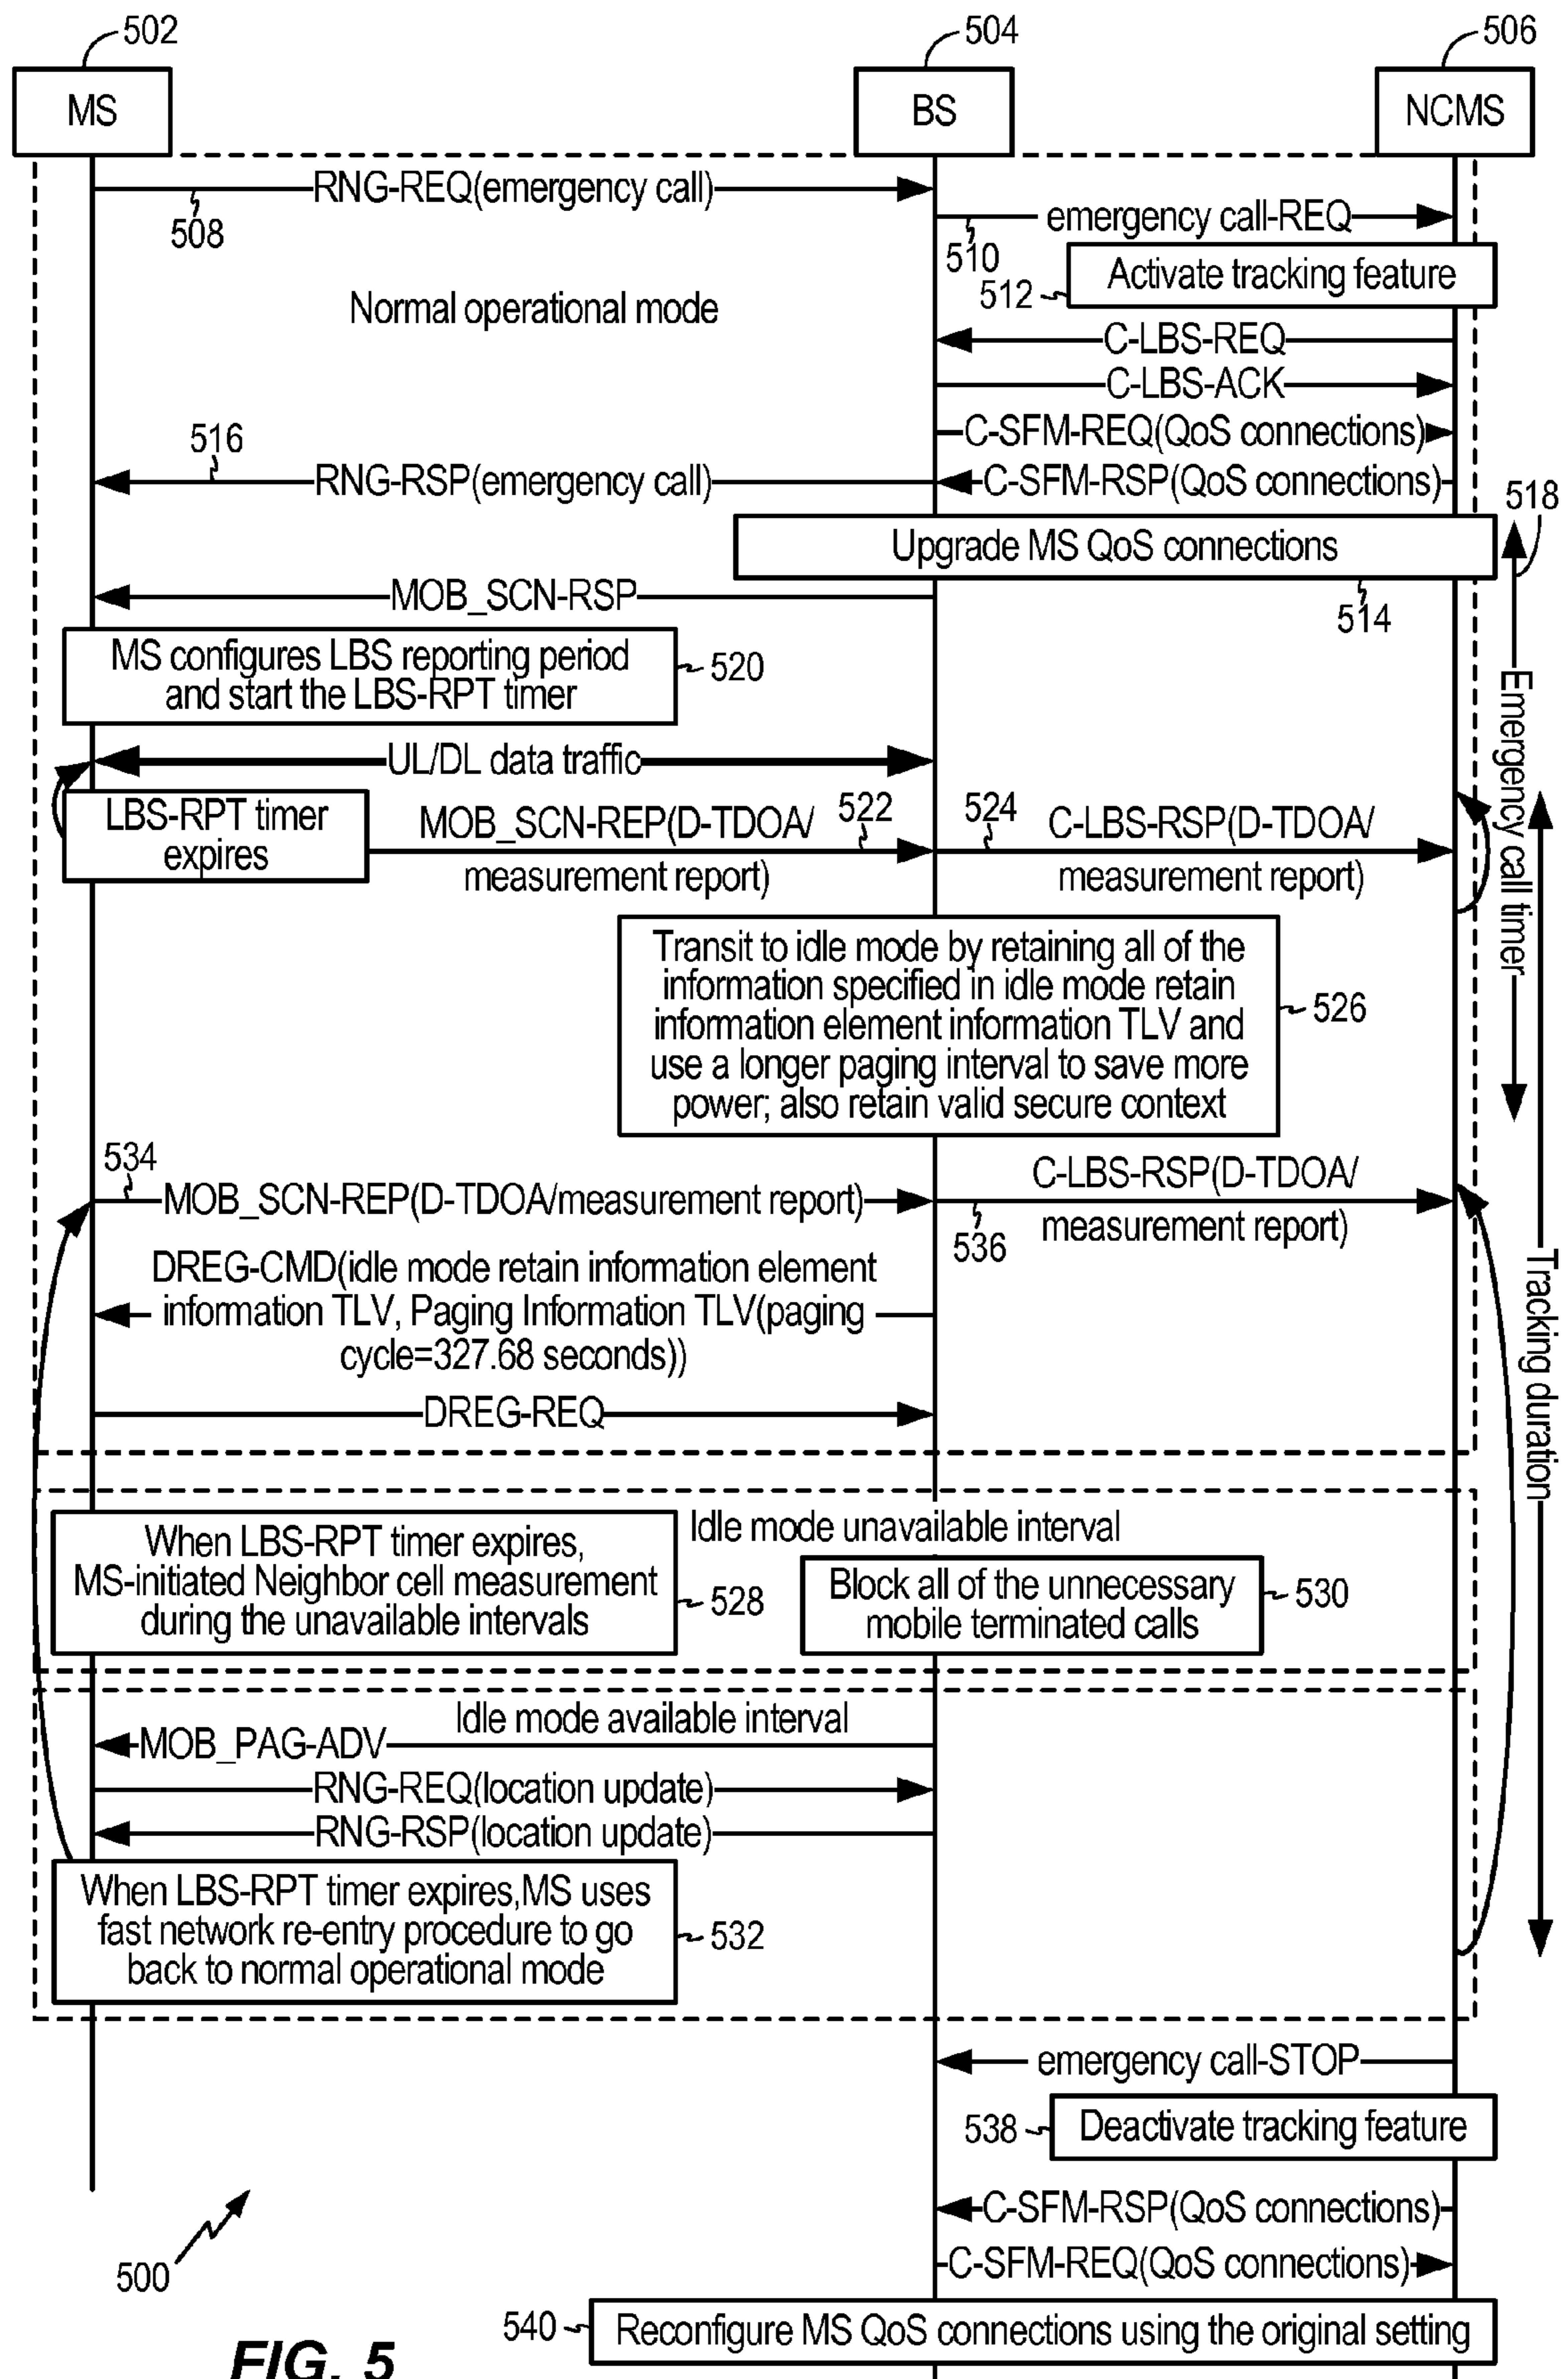 502
504
506
MS
BS
NCMS
RNG-REQ(emergency call)
508
emergency call-REQ
510
Activate tracking feature
512
Normal operational mode
C-LBS-REQ
C-LBS-ACK
C-SFM-REQ(QoS connections)
516
RNG-RSP(emergency call)
C-SFM-RSP(QoS connections)
518
Upgrade MS QoS connections
514
MOB_SCN-RSP
MS configures LBS reporting period
and start the LBS-RPT timer
520
Emergency call timer
UL/DL data traffic
LBS-RPT timer
expires
MOB_SCN-REP(D-TDOA/
measurement report)
522
524
C-LBS-RSP(D-TDOA/
measurement report)
Transit to idle mode by retaining all of the
information specified in idle mode retain
information element information TLV and
use a longer paging interval to save more
power; also retain valid secure context
526
534
MOB_SCN-REP(D-TDOA/measurement report)
C-LBS-RSP(D-TDOA/
measurement report)
536
Tracking duration
DREG-CMD(idle mode retain information element
information TLV, Paging Information TLV(paging
cycle=327.68 seconds))
DREG-REQ
Idle mode unavailable interval
When LBS-RPT timer expires,
MS-initiated Neighbor cell measurement
during the unavailable intervals
528
Block all of the unnecessary
mobile terminated calls
530
Idle mode available interval
MOB_PAG-ADV
RNG-REQ(location update)
RNG-RSP(location update)
When LBS-RPT timer expires,MS uses
fast network re-entry procedure to go
back to normal operational mode
532
emergency call-STOP
538
Deactivate tracking feature
C-SFM-RSP(QoS connections)
C-SFM-REQ(QoS connections)
500
540
Reconfigure MS QoS connections using the original setting
FIG. 5